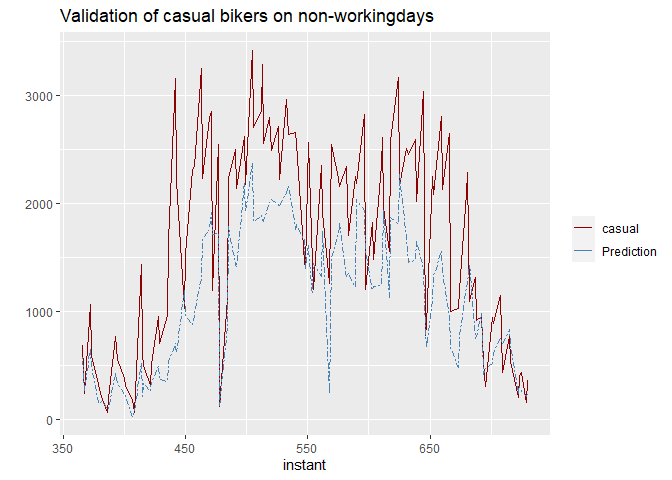 Validation of casual bikers on non-workingdays
3000
2000
1000
0
350
450
550
650
instant
casual
Prediction